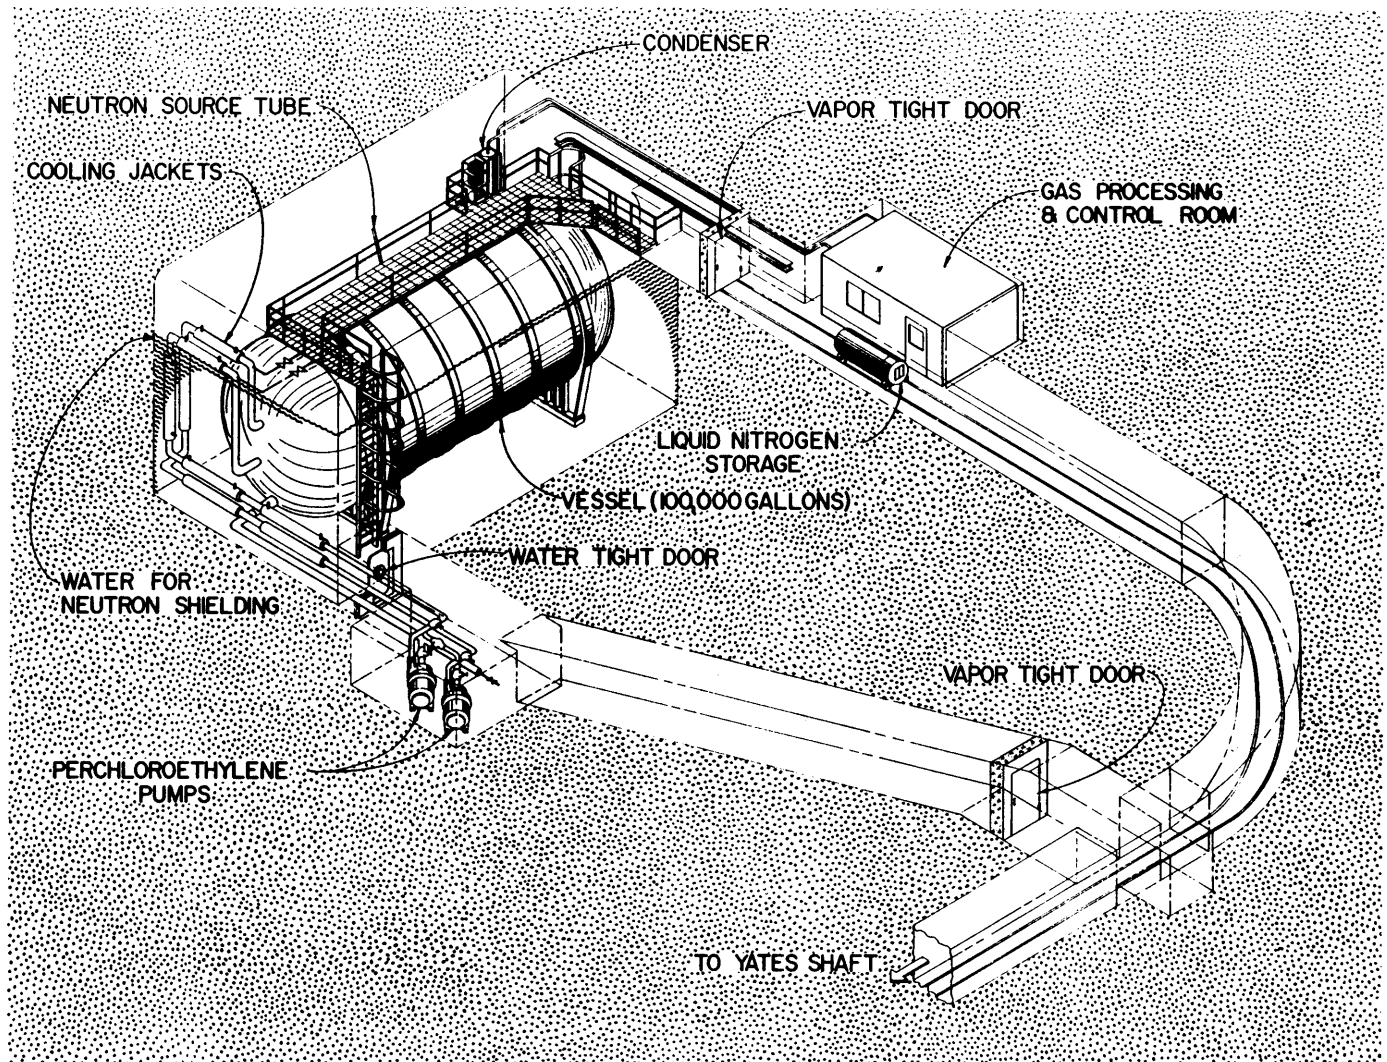 CONDENSER
NEUTRON SOURCE TUBE
VAPOR TIGHT DOOR
COOLING JACKETS
GAS PROCESSING
& CONTROL ROOM
LIQUID NITROGEN
STORAGE
VESSEL (100,000 GALLONS)
WATER TIGHT DOOR
WATER FOR
NEUTRON SHIELDING
VAPOR TIGHT DOOR
PERCHLOROETHYLENE
PUMPS
TO YATES SHAFT